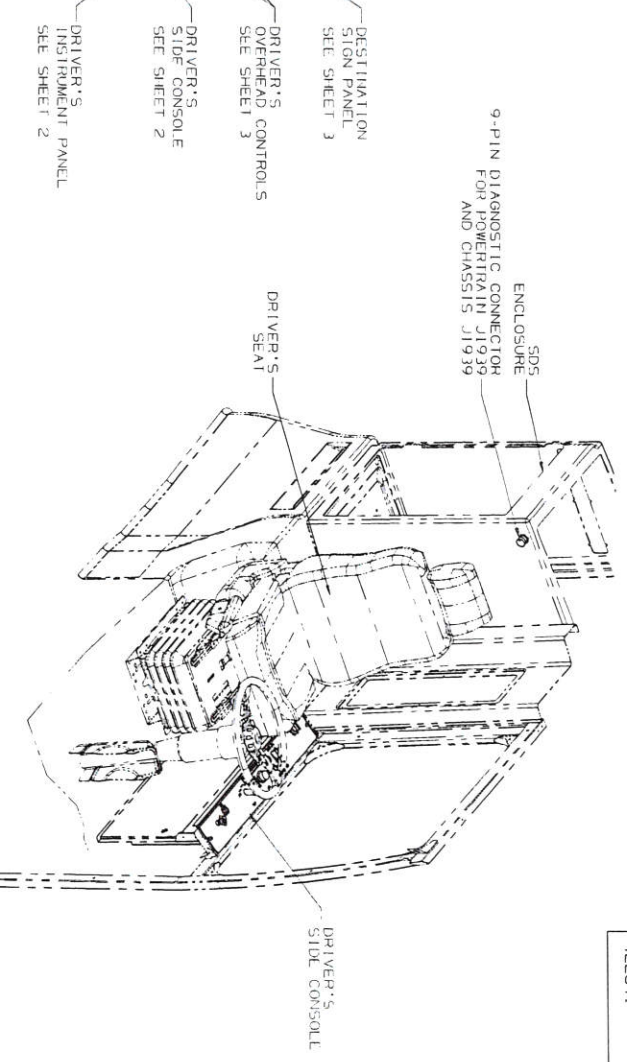 DESTINATION
SIGN PANEL
SEE SHEET 3
DRIVER'S
OVERHEAD CONTROLS
SEE SHEET 3
DRIVER'S
SIDE CONSOLE
SEE SHEET 2
DRIVER'S
INSTRUMENT PANEL
SEE SHEET 2
SDS
ENCLOSURE
9-PIN DIAGNOSTIC CONNECTOR
FOR POWERTRAIN J1939
AND CHASSIS J1939
DRIVER'S
SEAT
DRIVER'S
SIDE CONSOLE